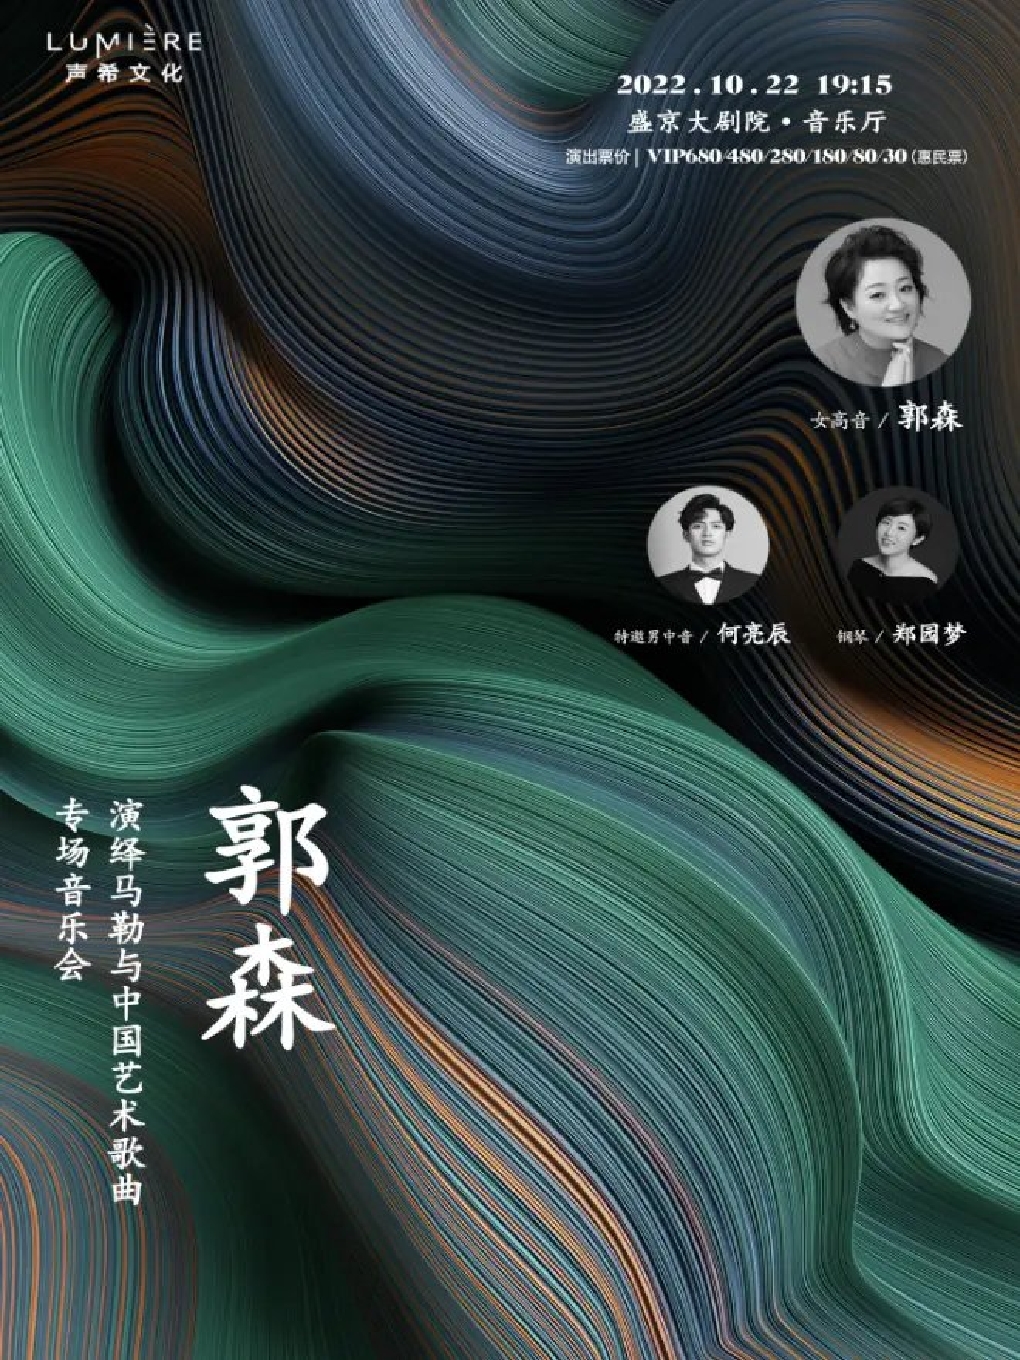 LUMIÈRE
声希文化
2022.10.22 19:15
盛京大剧院·音乐厅
演出票价 | VIP680/480/280/180/80/30(惠民票)
女高音 / 郭森
特邀男中音 / 何亮辰
钢琴 / 郑园梦
郭森
演绎马勒与中国艺术歌曲
专场音乐会